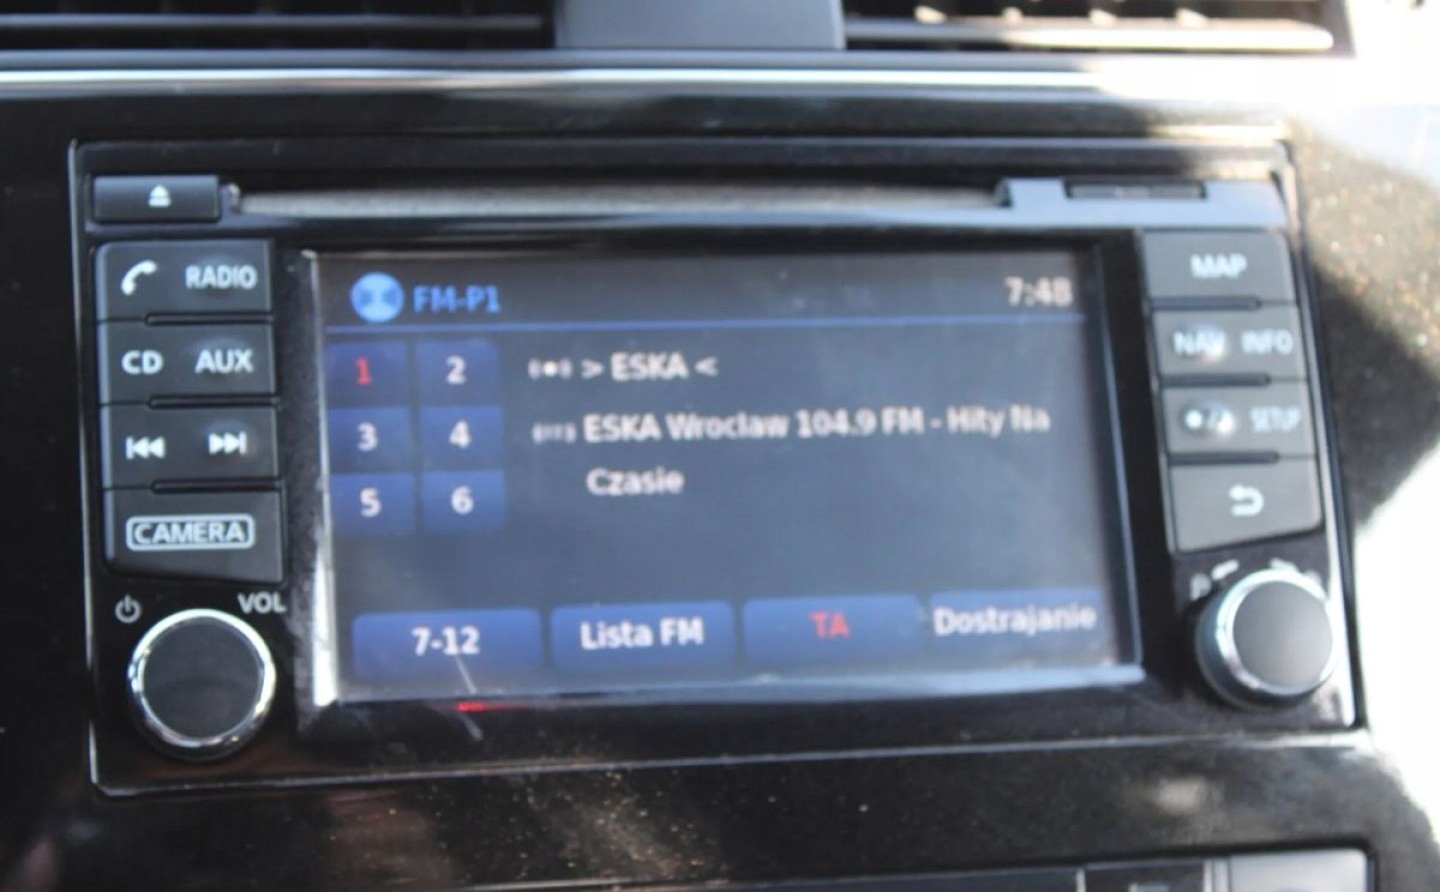 RADIO
CD AUX
CAMERA
VOL
FM-P1 7:48
1 2
3 4
5 6
> ESKA <
ESKA Wroclaw 104.9 FM - Hity Na
Czasie
7-12 Lista FM TA Dostrajanie
MAP
NAV INFO
SETUP